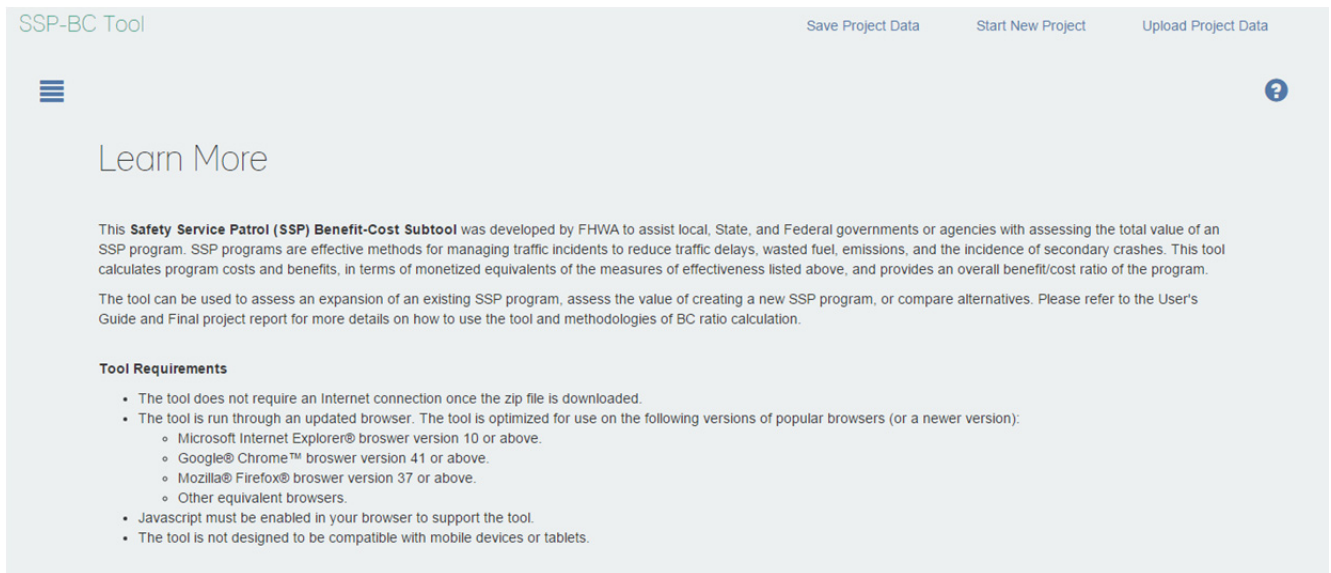 SSP-BC Tool
Save Project Data
Start New Project
Upload Project Data
?
Learn More
This Safety Service Patrol (SSP) Benefit-Cost Subtool was developed by FHWA to assist local, State, and Federal governments or agencies with assessing the total value of an
SSP program. SSP programs are effective methods for managing traffic incidents to reduce traffic delays, wasted fuel, emissions, and the incidence of secondary crashes. This tool
calculates program costs and benefits, in terms of monetized equivalents of the measures of effectiveness listed above, and provides an overall benefit/cost ratio of the program.
The tool can be used to assess an expansion of an existing SSP program, assess the value of creating a new SSP program, or compare alternatives. Please refer to the User's
Guide and Final project report for more details on how to use the tool and methodologies of BC ratio calculation.
Tool Requirements
• The tool does not require an Internet connection once the zip file is downloaded.
• The tool is run through an updated browser. The tool is optimized for use on the following versions of popular browsers (or a newer version):
◦ Microsoft Internet Explorer® broswer version 10 or above.
◦ Google® Chrome™ broswer version 41 or above.
◦ Mozilla® Firefox® broswer version 37 or above.
◦ Other equivalent browsers.
• Javascript must be enabled in your browser to support the tool.
• The tool is not designed to be compatible with mobile devices or tablets.